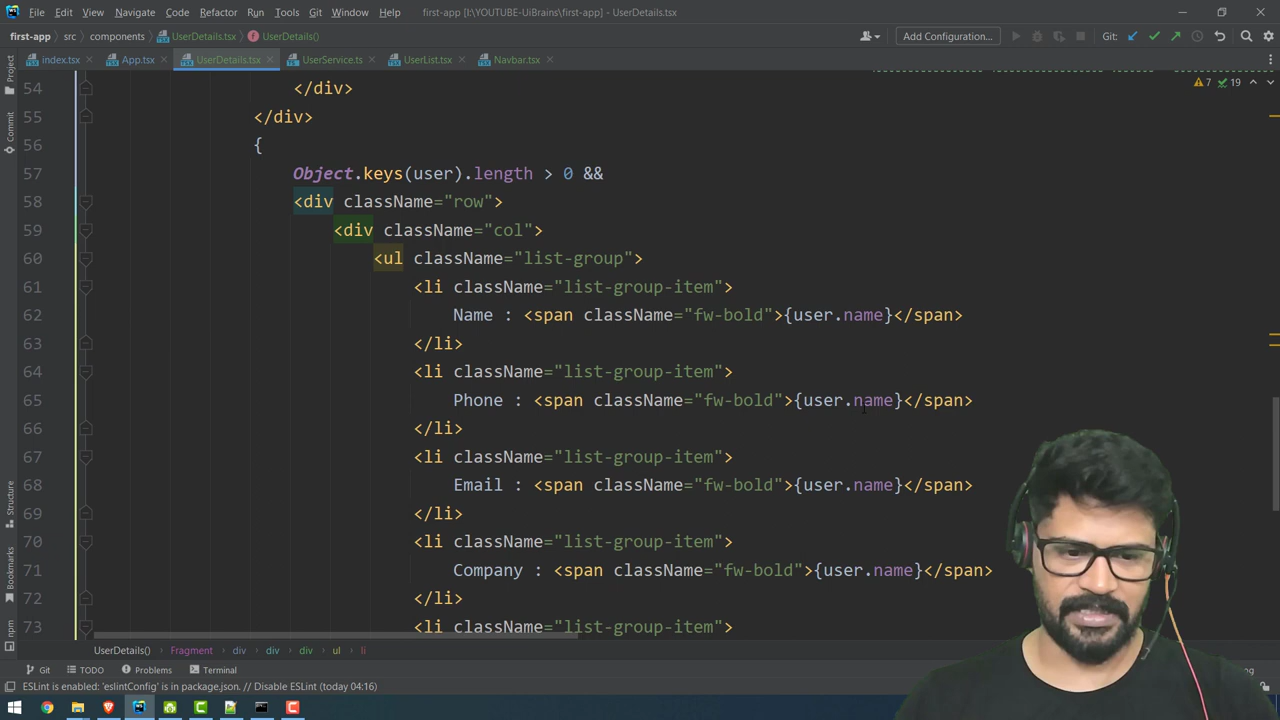 File Edit View Navigate Code Refactor Run Tools Git Window Help first-app [I:\YOUTUBE-UiBrains\first-app] - UserDetails.tsx
first-app src components UserDetails.tsx UserDetails() Add Configuration... Git:
index.tsx App.tsx UserDetails.tsx UserService.ts UserList.tsx Navbar.tsx
Project
Commit
Structure
Bookmarks
npm
7 19
54 </div>
55 </div>
56 {
57 Object.keys(user).length > 0 &&
58 <div className="row">
59 <div className="col">
60 <ul className="list-group">
61 <li className="list-group-item">
62 Name : <span className="fw-bold">{user.name}</span>
63 </li>
64 <li className="list-group-item">
65 Phone : <span className="fw-bold">{user.name}</span>
66 </li>
67 <li className="list-group-item">
68 Email : <span className="fw-bold">{user.name}</span>
69 </li>
70 <li className="list-group-item">
71 Company : <span className="fw-bold">{user.name}</span>
72 </li>
73 <li className="list-group-item">
UserDetails() Fragment div div div ul li
Git TODO Problems Terminal
ESLint is enabled: 'eslintConfig' is in package.json. // Disable ESLint (today 04:16)